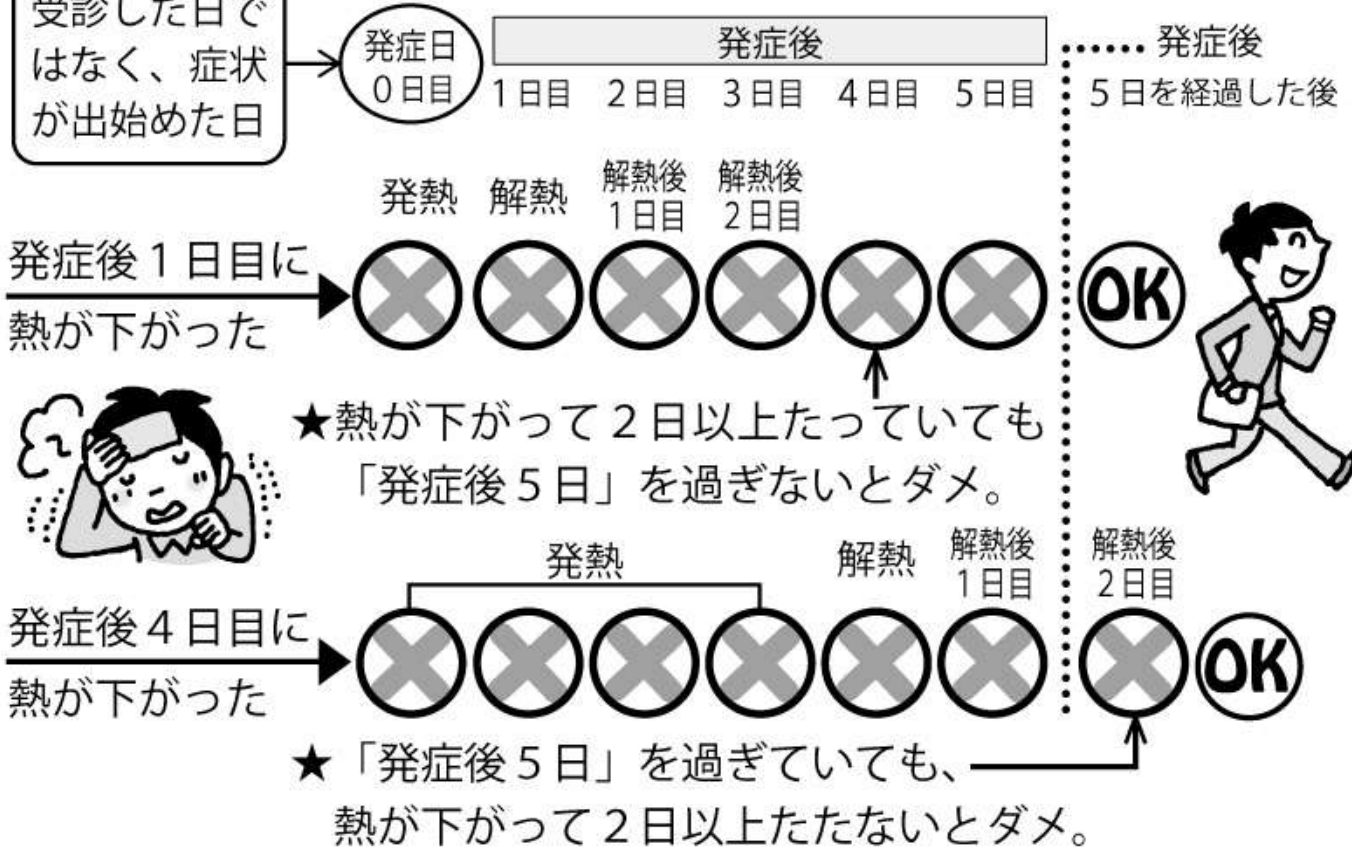 受診した日で
はなく、症状
が出始めた日
発症日
０日目
発症後
１日目 ２日目 ３日目 ４日目 ５日目
発症後
５日を経過した後
発熱 解熱 解熱後１日目 解熱後２日目
発症後１日目に
熱が下がった
OK
★熱が下がって２日以上たっていても
「発症後５日」を過ぎないとダメ。
発熱 解熱 解熱後１日目 解熱後２日目
発症後４日目に
熱が下がった
OK
★「発症後５日」を過ぎていても、
熱が下がって２日以上たたないとダメ。